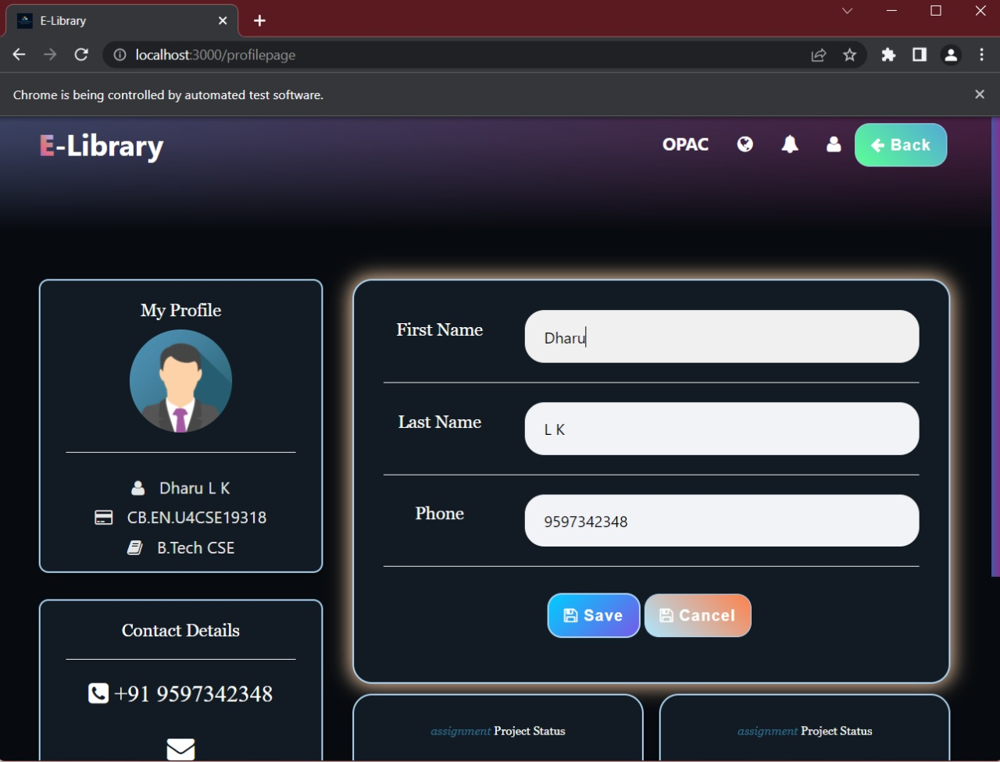 E-Library
localhost:3000/profilepage
Chrome is being controlled by automated test software.
E-Library
OPAC
Back
My Profile
Dharu L K
CB.EN.U4CSE19318
B.Tech CSE
Contact Details
+91 9597342348
First Name
Dharu
Last Name
L K
Phone
9597342348
Save
Cancel
assignment Project Status
assignment Project Status